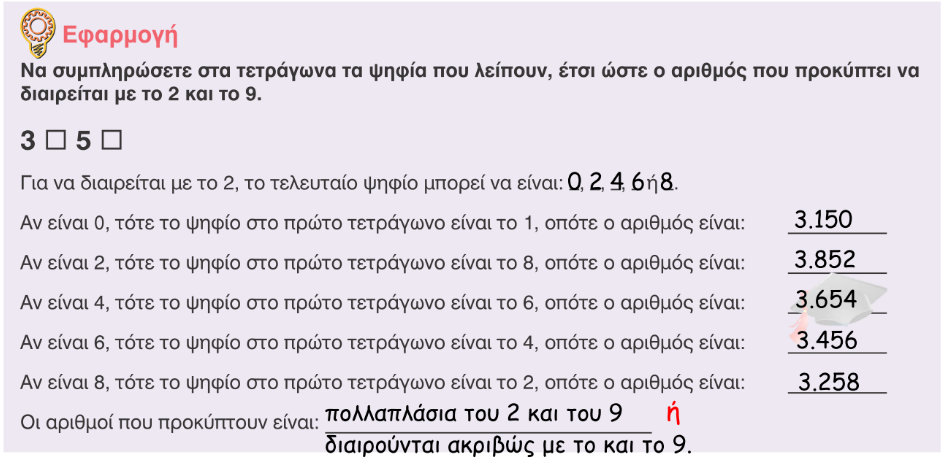 Εφαρμογή
Να συμπληρώσετε στα τετράγωνα τα ψηφία που λείπουν, έτσι ώστε ο αριθμός που προκύπτει να
διαιρείται με το 2 και το 9.
3 □ 5 □
Για να διαιρείται με το 2, το τελευταίο ψηφίο μπορεί να είναι: 0, 2, 4, 6 ή 8.
Αν είναι 0, τότε το ψηφίο στο πρώτο τετράγωνο είναι το 1, οπότε ο αριθμός είναι: 3.150
Αν είναι 2, τότε το ψηφίο στο πρώτο τετράγωνο είναι το 8, οπότε ο αριθμός είναι: 3.852
Αν είναι 4, τότε το ψηφίο στο πρώτο τετράγωνο είναι το 6, οπότε ο αριθμός είναι: 3.654
Αν είναι 6, τότε το ψηφίο στο πρώτο τετράγωνο είναι το 4, οπότε ο αριθμός είναι: 3.456
Αν είναι 8, τότε το ψηφίο στο πρώτο τετράγωνο είναι το 2, οπότε ο αριθμός είναι: 3.258
Οι αριθμοί που προκύπτουν είναι: πολλαπλάσια του 2 και του 9 ή
διαιρούνται ακριβώς με το και το 9.